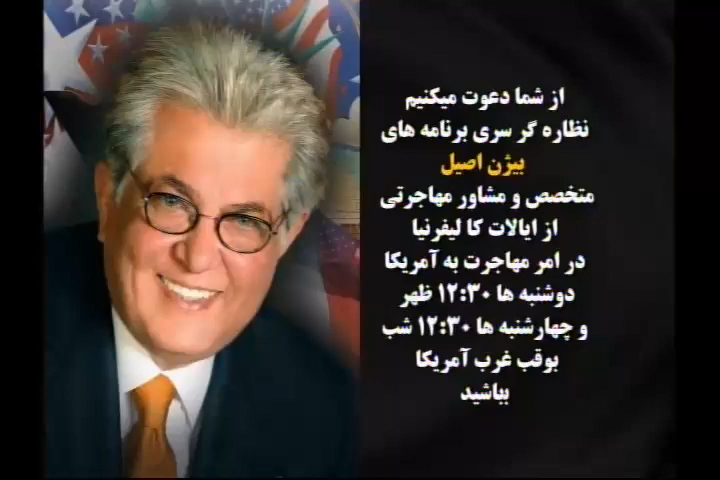 از شما دعوت میکنیم
نظاره گر سری برنامه های
بیژن اصیل
متخصص و مشاور مهاجرتی
از ایالات کا لیفرنیا
در امر مهاجرت به آمریکا
دوشنبه ها ۱۲:۳۰ ظهر
و چهارشنبه ها ۱۲:۳۰ شب
بوقب غرب آمریکا
بباشید